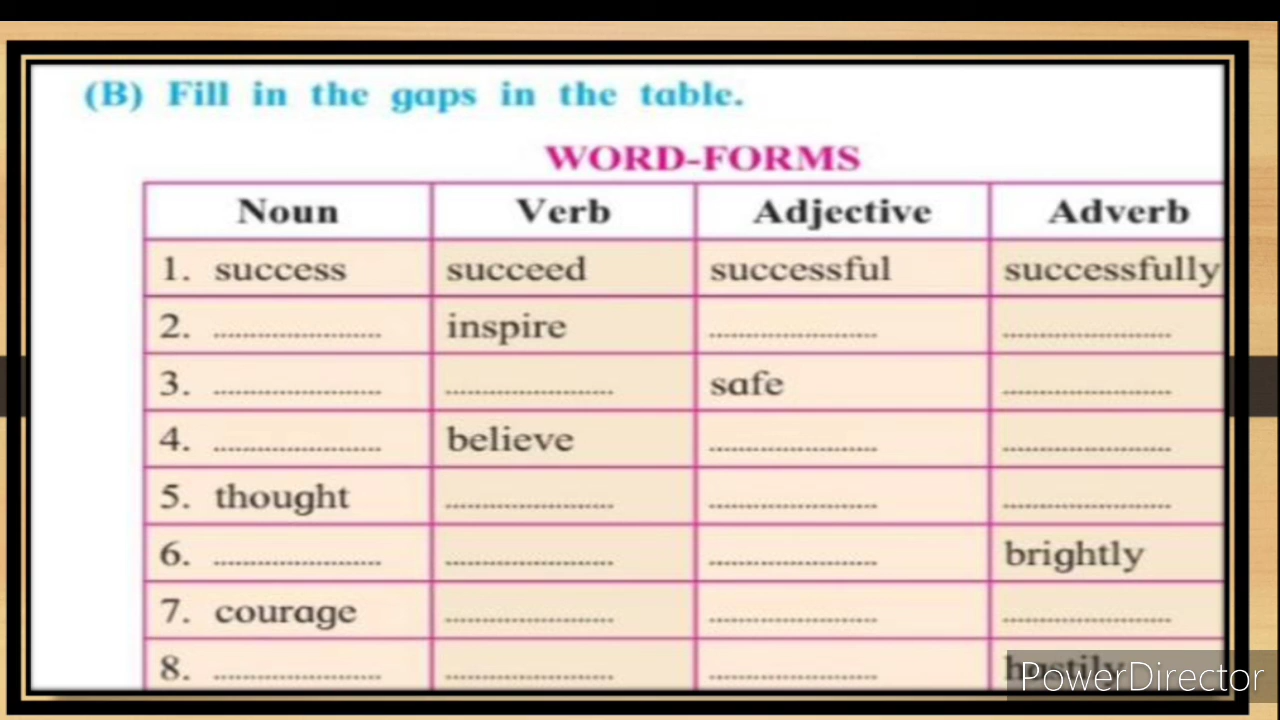 (B) Fill in the gaps in the table.
WORD-FORMS
Noun Verb Adjective Adverb
1. success succeed successful successfully
2. ...................... inspire ...................... ......................
3. ...................... ...................... safe ......................
4. ...................... believe ...................... ......................
5. thought ...................... ...................... ......................
6. ...................... ...................... ...................... brightly
7. courage ...................... ...................... ......................
8. ...................... ...................... ...................... hastily
PowerDirector